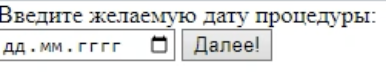 Введите желаемую дату процедуры:
дд.мм.гггг Далее!